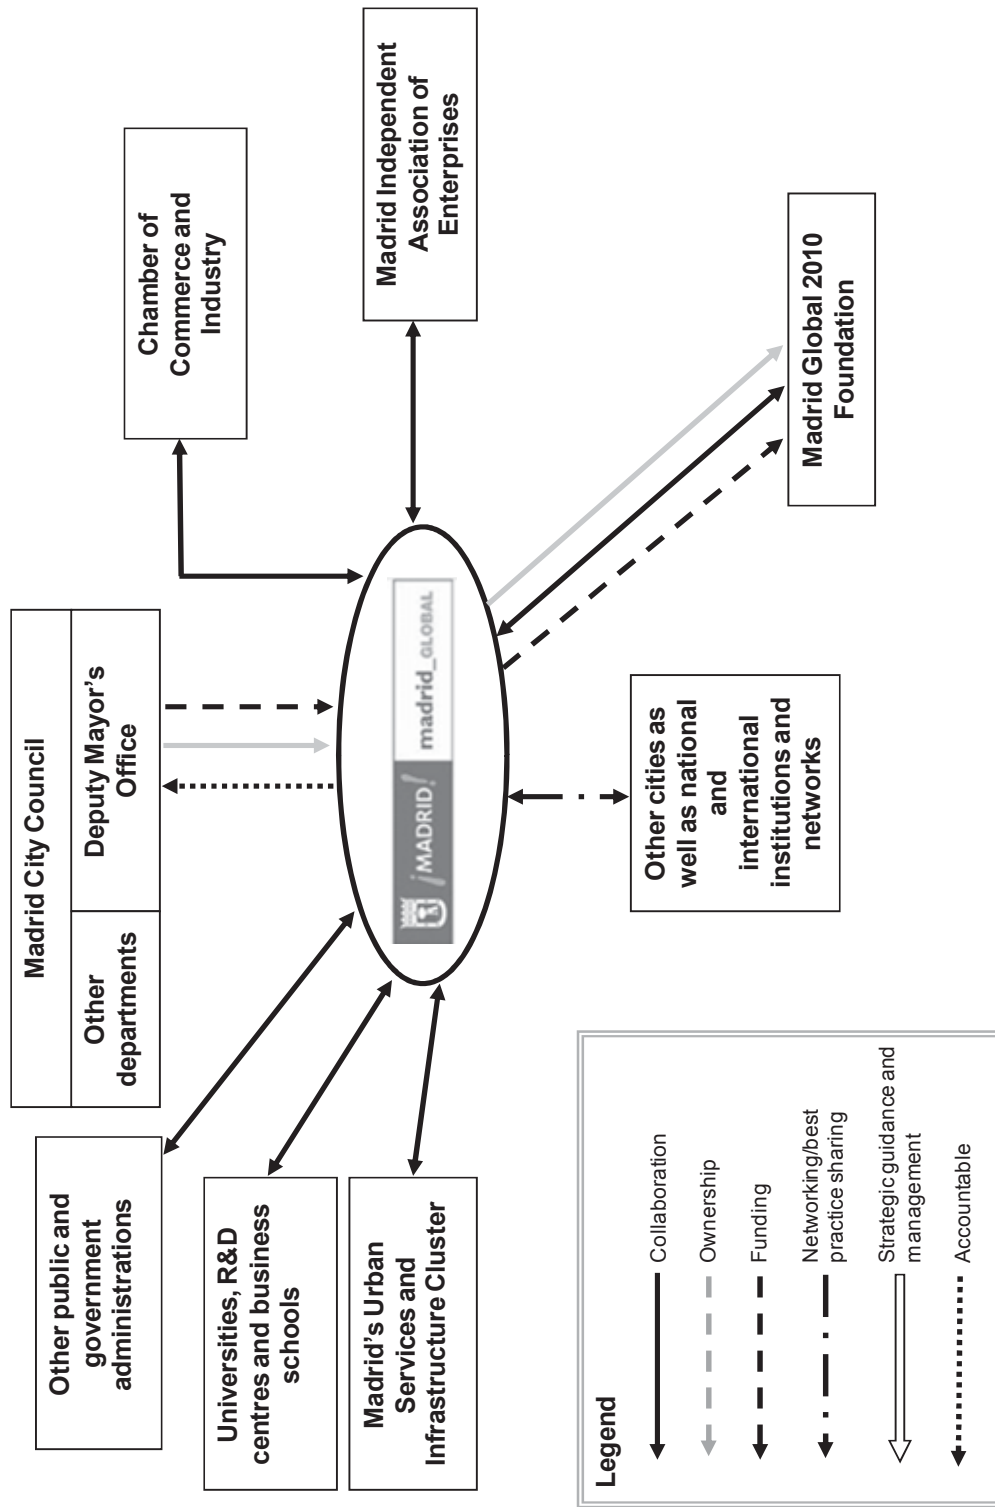 Madrid City Council
Other
departments
Deputy Mayor's
Office
Other public and
government
administrations
Universities, R&D
centres and business
schools
Madrid's Urban
Services and
Infrastructure Cluster
Chamber of
Commerce and
Industry
Madrid Independent
Association of
Enterprises
¡MADRID!
madrid_GLOBAL
Other cities as
well as national
and
international
institutions and
networks
Madrid Global 2010
Foundation
Legend
Collaboration
Ownership
Funding
Networking/best
practice sharing
Strategic guidance and
management
Accountable